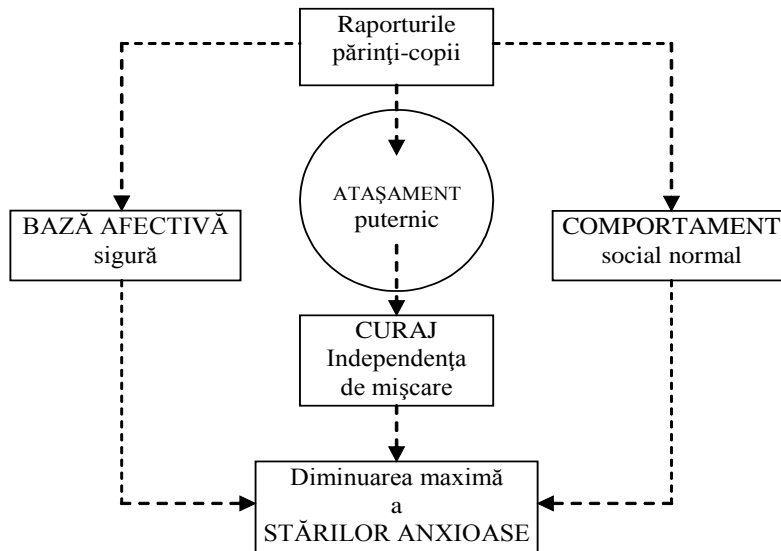 Raporturile
părinţi-copii
ATAŞAMENT
puternic
BAZĂ AFECTIVĂ
sigură
COMPORTAMENT
social normal
CURAJ
Independenţa
de mişcare
Diminuarea maximă
a
STĂRILOR ANXIOASE